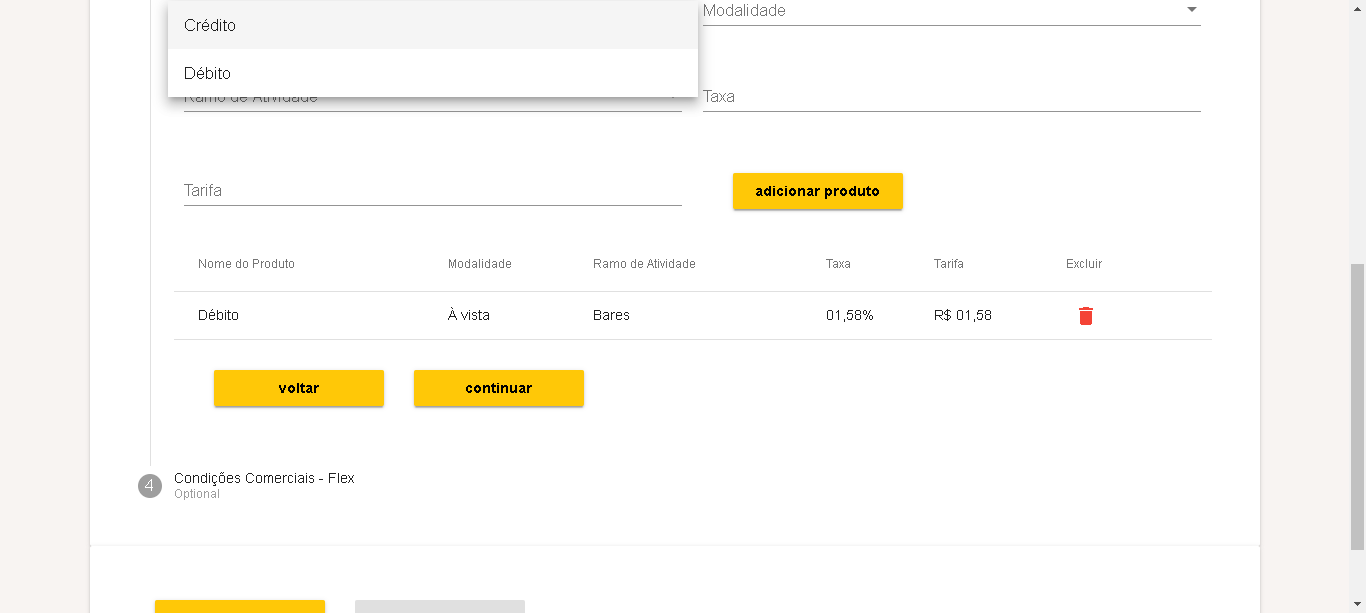 Crédito
Modalidade
Débito
Ramo de Atividade
Taxa
Tarifa
adicionar produto
Nome do Produto Modalidade Ramo de Atividade Taxa Tarifa Excluir
Débito À vista Bares 01,58% R$ 01,58
voltar continuar
4 Condições Comerciais - Flex
Optional